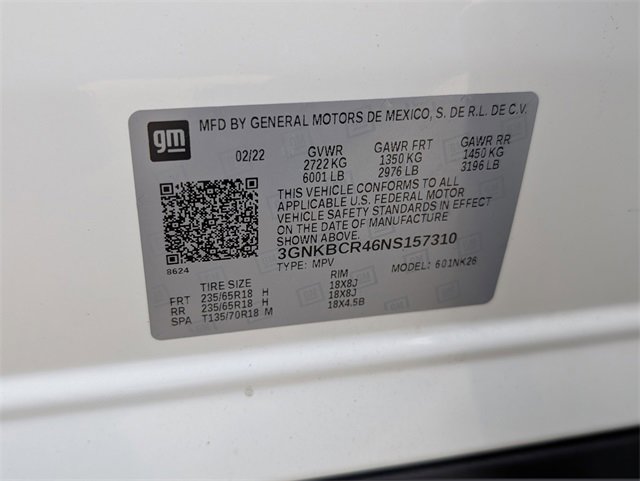 gm
MFD BY GENERAL MOTORS DE MEXICO, S. DE R.L. DE C.V.
02/22 GVWR GAWR FRT GAWR RR
2722 KG 1350 KG 1450 KG
6001 LB 2976 LB 3196 LB
THIS VEHICLE CONFORMS TO ALL
APPLICABLE U.S. FEDERAL MOTOR
VEHICLE SAFETY STANDARDS IN EFFECT
ON THE DATE OF MANUFACTURE
3GNKBCR46NS157310
8624
TYPE: MPV MODEL: 601NK26
TIRE SIZE RIM
FRT 235/65R18 H 18X8J
RR 235/65R18 H 18X8J
SPA T135/70R18 M 18X4.5B